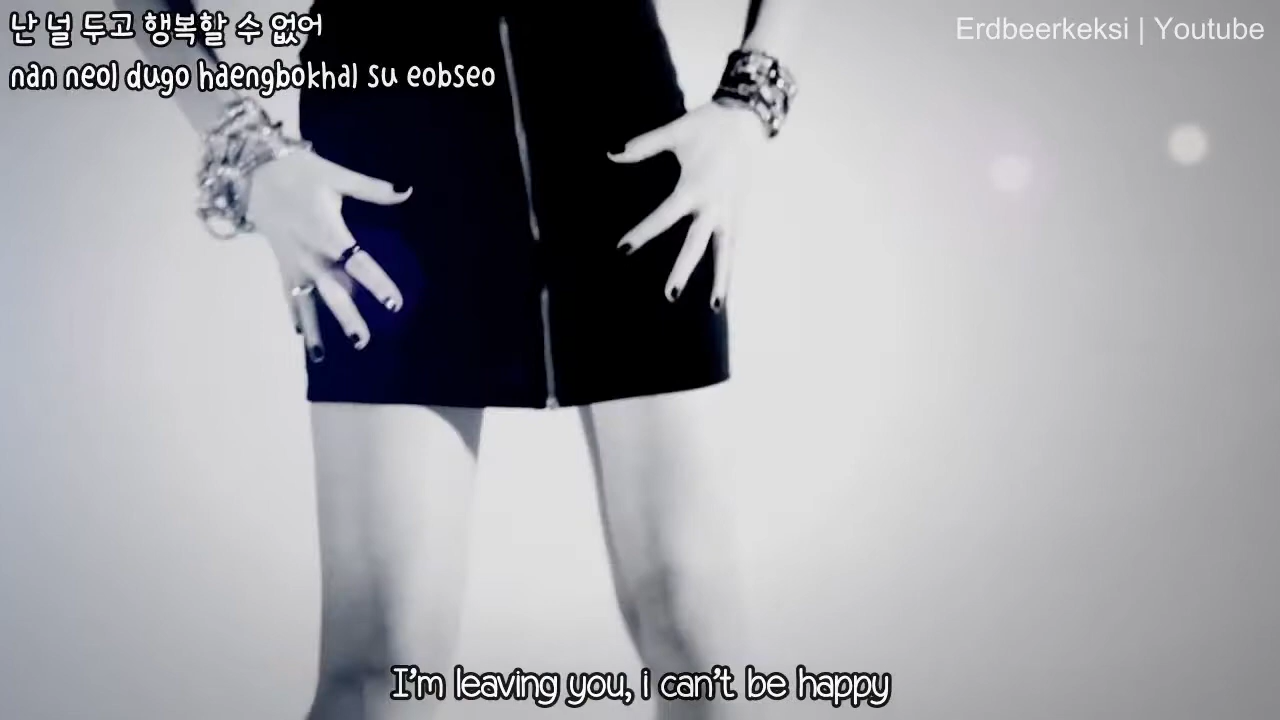 난 널 두고 행복할 수 없어
nan neol dugo haengbokhal su eobseo
Erdbeerkeksi | Youtube
I'm leaving you, i can't be happy